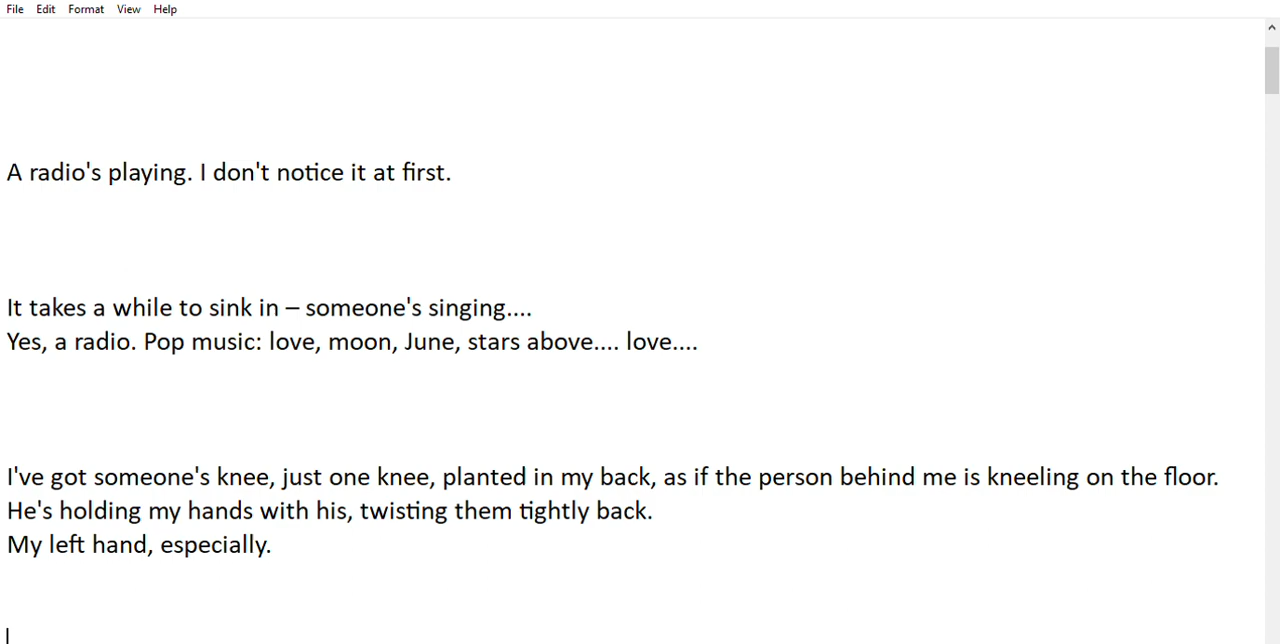 File Edit Format View Help
A radio's playing. I don't notice it at first.
It takes a while to sink in – someone's singing....
Yes, a radio. Pop music: love, moon, June, stars above.... love....
I've got someone's knee, just one knee, planted in my back, as if the person behind me is kneeling on the floor.
He's holding my hands with his, twisting them tightly back.
My left hand, especially.